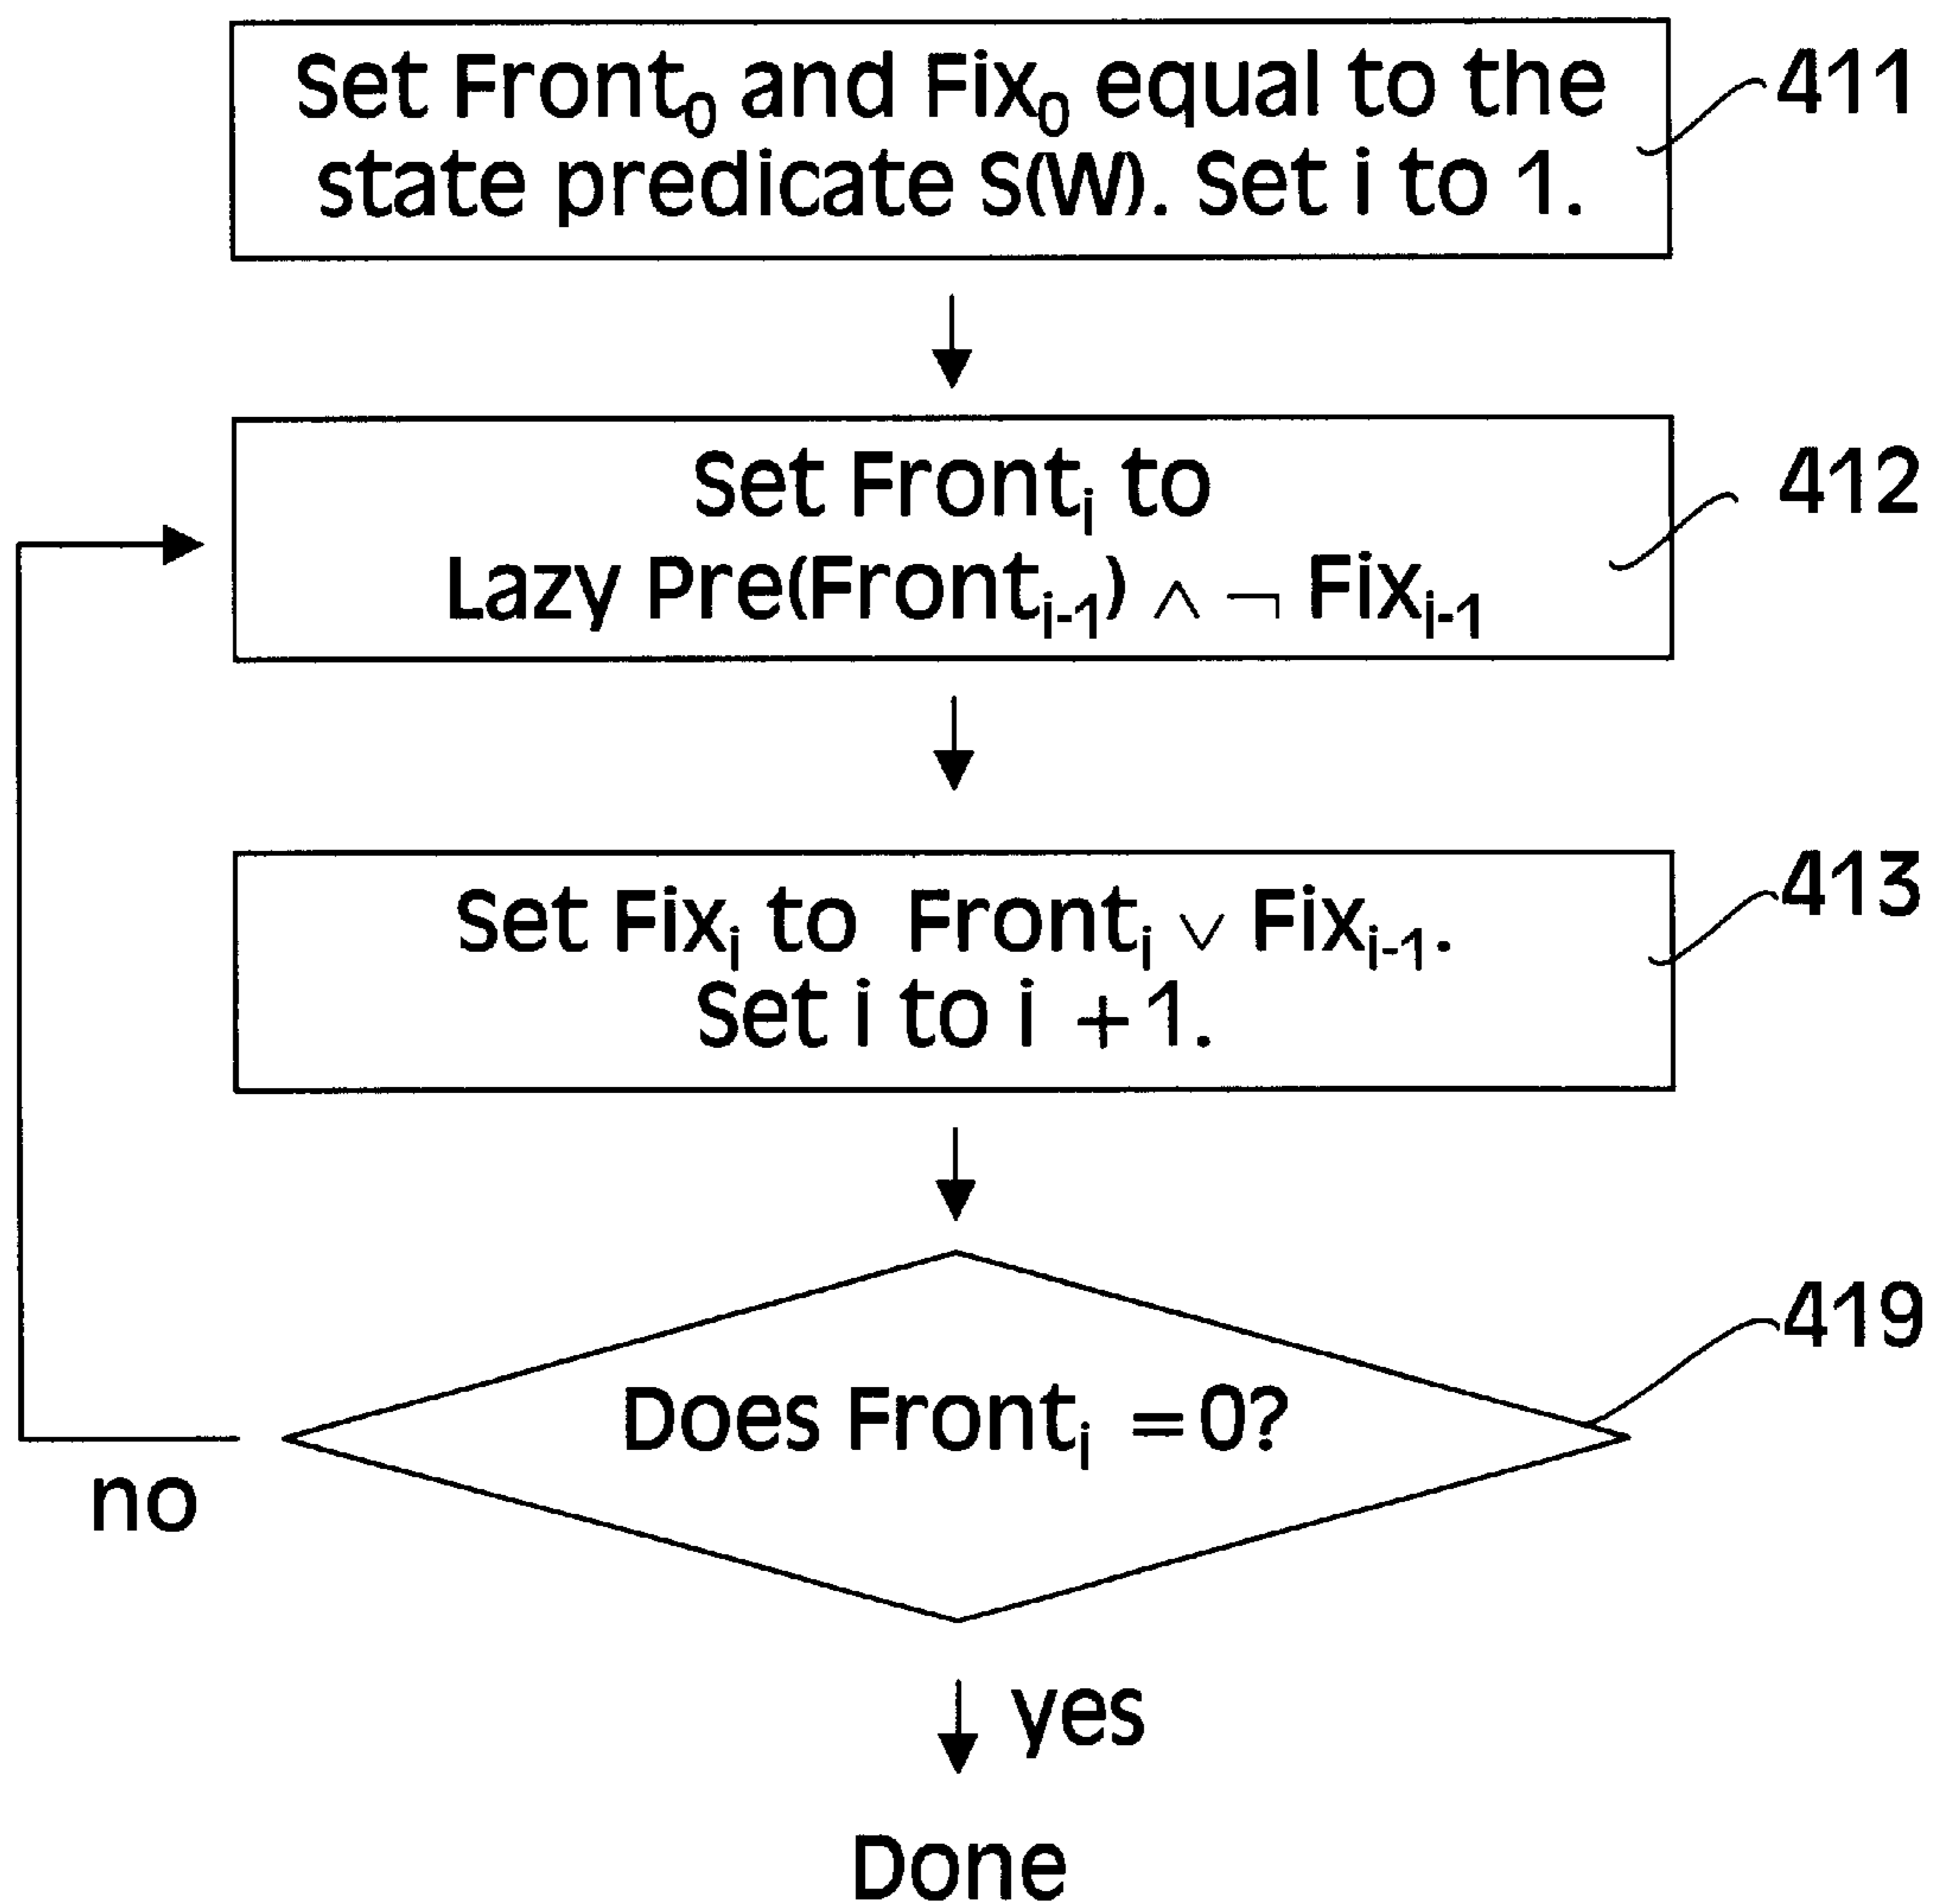 Set Front₀ and Fix₀ equal to the
state predicate S(W). Set i to 1.
411
Set Frontᵢ to
Lazy Pre(Frontᵢ₋₁) ∧ ¬ Fixᵢ₋₁
412
Set Fixᵢ to Frontᵢ ∨ Fixᵢ₋₁.
Set i to i +1.
413
Does Frontᵢ =0?
419
no
yes
Done